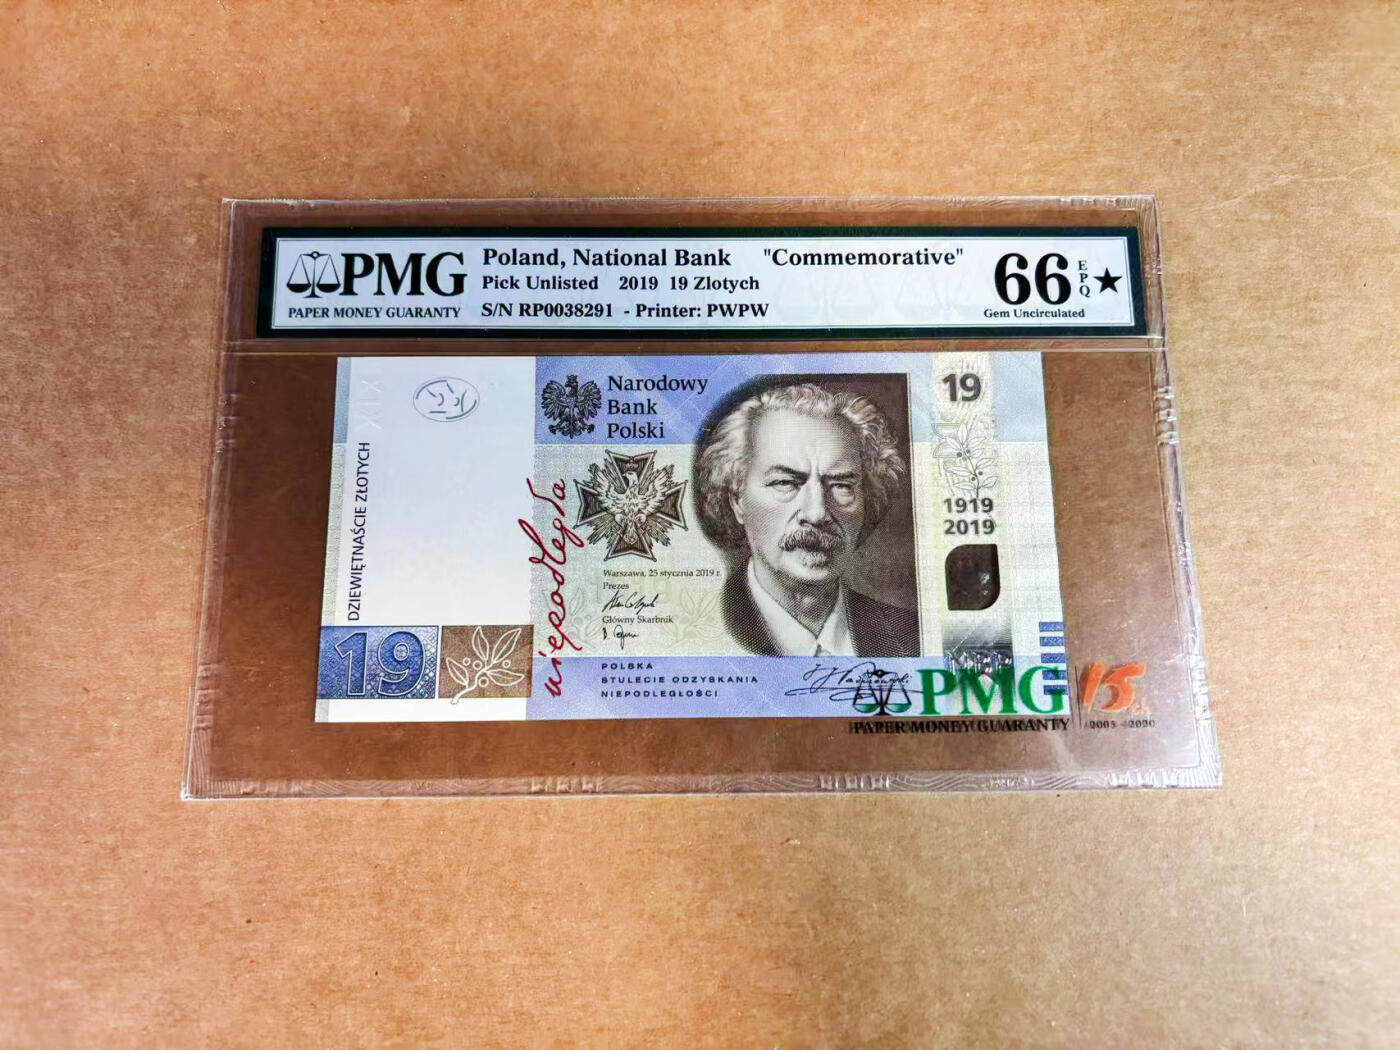 PMG
PAPER MONEY GUARANTY
Poland, National Bank "Commemorative"
Pick Unlisted 2019 19 Zlotych
S/N RP0038291 - Printer: PWPW
66 EPQ★
Gem Uncirculated
XIX
DZIEWIĘTNAŚCIE ZŁOTYCH
19
Narodowy
Bank
Polski
niepodległa
Warszawa, 25 stycznia 2019 r.
Prezes
Główny Skarbnik
POLSKA
STULECIE ODZYSKANIA
NIEPODLEGŁOŚCI
19
1919
2019
PMG
PAPER MONEY GUARANTY
15th
2005 - 2020